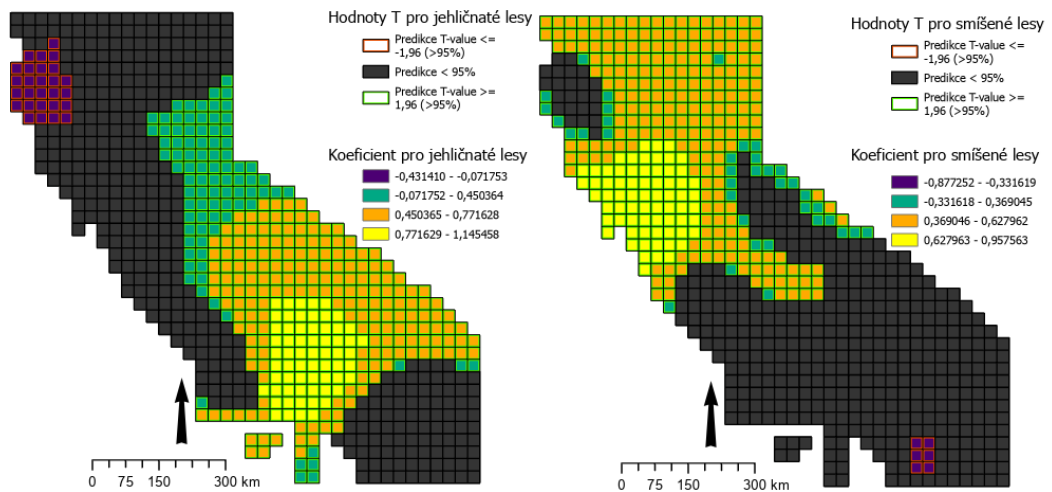 Hodnoty T pro jehličnaté lesy
Predikce T-value <=
-1,96 (>95%)
Predikce < 95%
Predikce T-value >=
1,96 (>95%)
Koeficient pro jehličnaté lesy
-0,431410 - -0,071753
-0,071752 - 0,450364
0,450365 - 0,771628
0,771629 - 1,145458
0 75 150 300 km
Hodnoty T pro smíšené lesy
Predikce T-value <=
-1,96 (>95%)
Predikce < 95%
Predikce T-value >=
1,96 (>95%)
Koeficient pro smíšené lesy
-0,877252 - -0,331619
-0,331618 - 0,369045
0,369046 - 0,627962
0,627963 - 0,957563
0 75 150 300 km